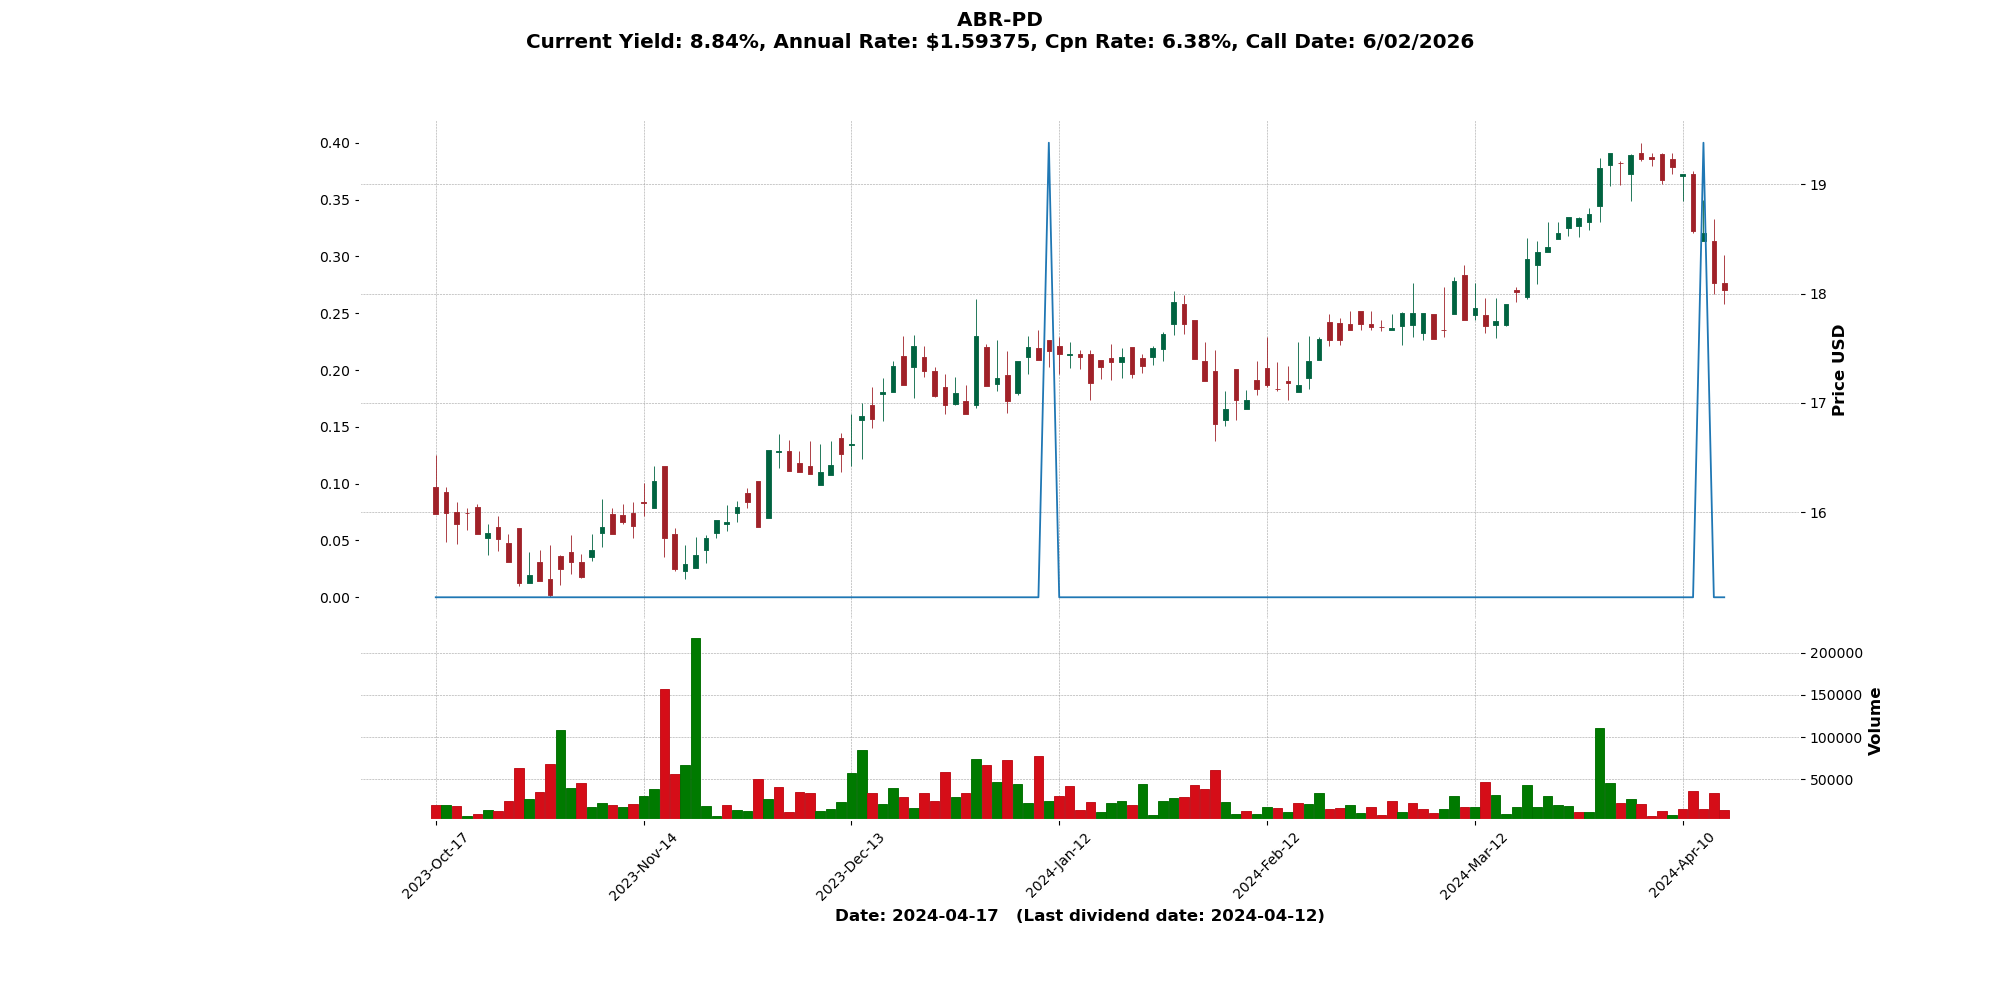 ABR-PD
Current Yield: 8.84%, Annual Rate: $1.59375, Cpn Rate: 6.38%, Call Date: 6/02/2026
0.40
0.35
0.30
0.25
0.20
0.15
0.10
0.05
0.00
19
18
17
16
Price USD
200000
150000
100000
50000
Volume
2023-Oct-17
2023-Nov-14
2023-Dec-13
2024-Jan-12
2024-Feb-12
2024-Mar-12
2024-Apr-10
Date: 2024-04-17   (Last dividend date: 2024-04-12)